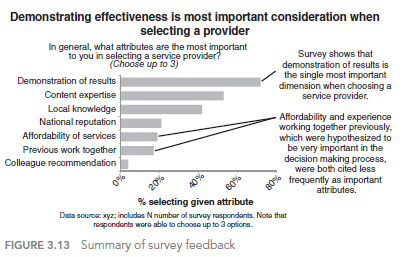 Demonstrating effectiveness is most important consideration when
selecting a provider
In general, what attributes are the most important
to you in selecting a service provider?
(Choose up to 3)
Demonstration of results
Content expertise
Local knowledge
National reputation
Affordability of services
Previous work together
Colleague recommendation
0%
20%
40%
60%
80%
% selecting given attribute
Survey shows that
demonstration of results is
the single most important
dimension when choosing a
service provider.
Affordability and experience
working together previously,
which were hypothesized to
be very important in the
decision making process,
were both cited less
frequently as important
attributes.
Data source: xyz; includes N number of survey respondents. Note that
respondents were able to choose up to 3 options.
FIGURE 3.13 Summary of survey feedback